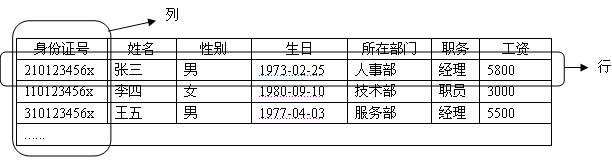 列
身份证号 姓名 性别 生日 所在部门 职务 工资
210123456x 张三 男 1973-02-25 人事部 经理 5800
行
110123456x 李四 女 1980-09-10 技术部 职员 3000
310123456x 王五 男 1977-04-03 服务部 经理 5500
……